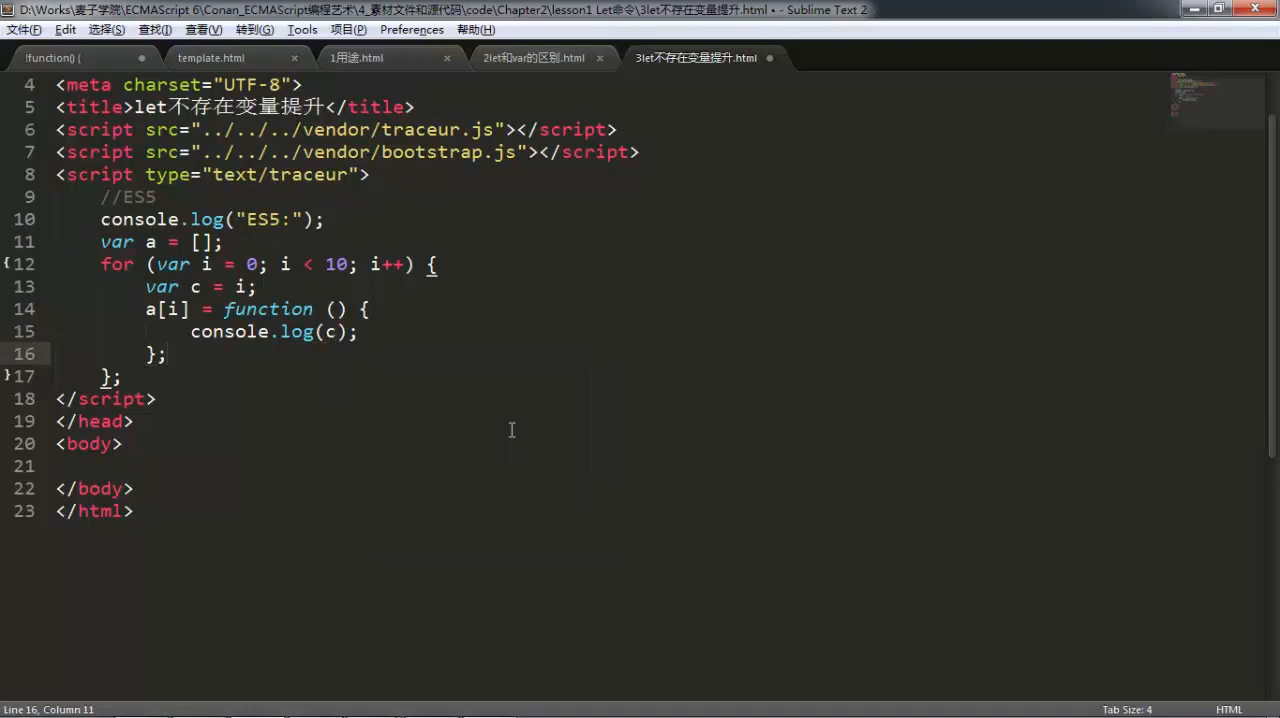 D:\Works\麦子学院\ECMAScript 6\Conan_ECMAScript编程艺术\4_素材文件和源代码\code\Chapter2\lesson1 Let命令\3let不存在变量提升.html • - Sublime Text 2
文件(F) Edit 选择(S) 查找(I) 查看(V) 转到(G) Tools 项目(P) Preferences 帮助(H)
!function() { template.html × 1用途.html × 2let和var的区别.html × 3let不存在变量提升.html
4 <meta charset="UTF-8">
5 <title>let不存在变量提升</title>
6 <script src="../../../vendor/traceur.js"></script>
7 <script src="../../../vendor/bootstrap.js"></script>
8 <script type="text/traceur">
9 //ES5
10 console.log("ES5:");
11 var a = [];
{12 for (var i = 0; i < 10; i++) {
13 var c = i;
14 a[i] = function () {
15 console.log(c);
16 };
}17 };
18 </script>
19 </head>
20 <body>
21
22 </body>
23 </html>
Line 16, Column 11 Tab Size: 4 HTML